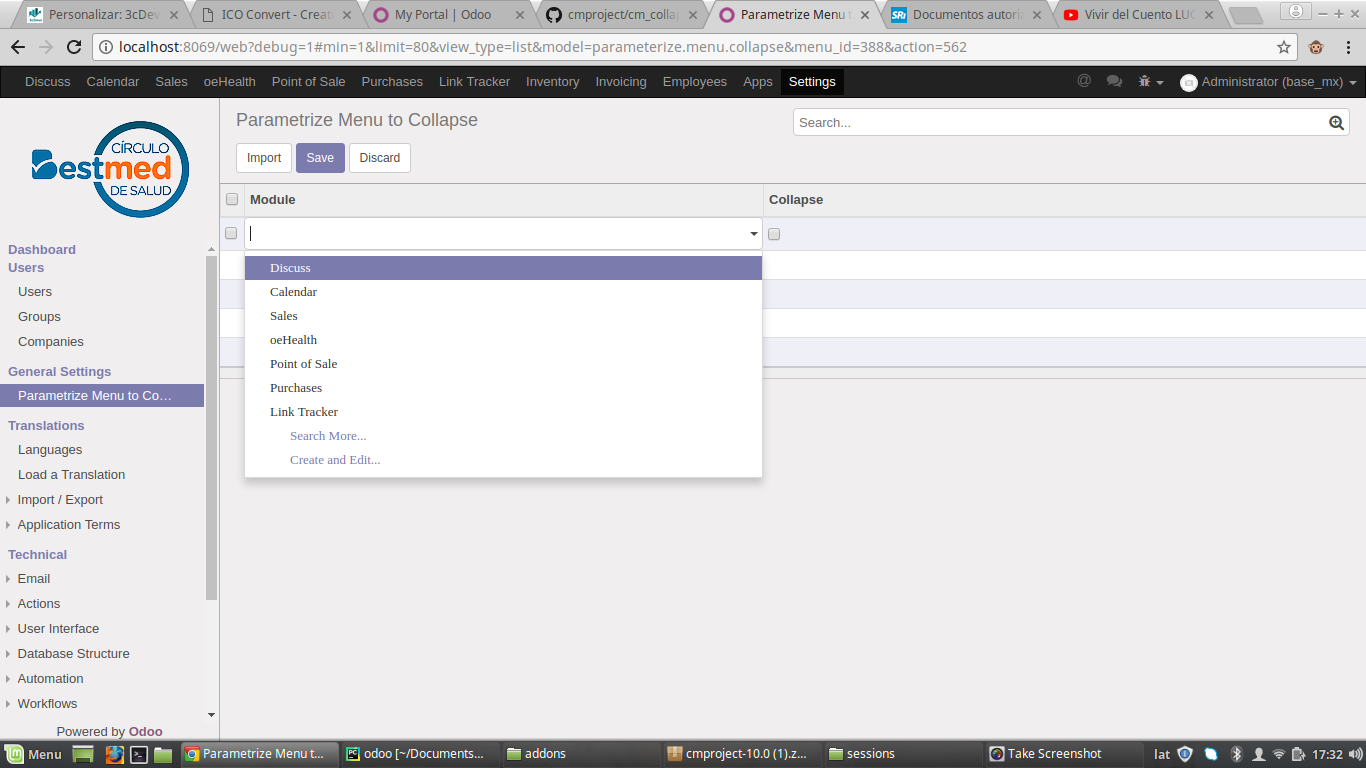 Personalizar: 3cDev
ICO Convert - Creat
My Portal | Odoo
cmproject/cm_colla
Parametrize Menu t
SRi Documentos autoriz
Vivir del Cuento LUC
localhost:8069/web?debug=1#min=1&limit=80&view_type=list&model=parameterize.menu.collapse&menu_id=388&action=562
Discuss Calendar Sales oeHealth Point of Sale Purchases Link Tracker Inventory Invoicing Employees Apps Settings @ Administrator (base_mx)
CÍRCULO
Bestmed
DE SALUD
Parametrize Menu to Collapse
Search...
Import Save Discard
Module Collapse
Discuss
Calendar
Sales
oeHealth
Point of Sale
Purchases
Link Tracker
Search More...
Create and Edit...
Dashboard
Users
Users
Groups
Companies
General Settings
Parametrize Menu to Co…
Translations
Languages
Load a Translation
Import / Export
Application Terms
Technical
Email
Actions
User Interface
Database Structure
Automation
Workflows
Powered by Odoo
Menu
Parametrize Menu t...
odoo [~/Documents...
addons
cmproject-10.0 (1).z...
sessions
Take Screenshot
lat
17:32